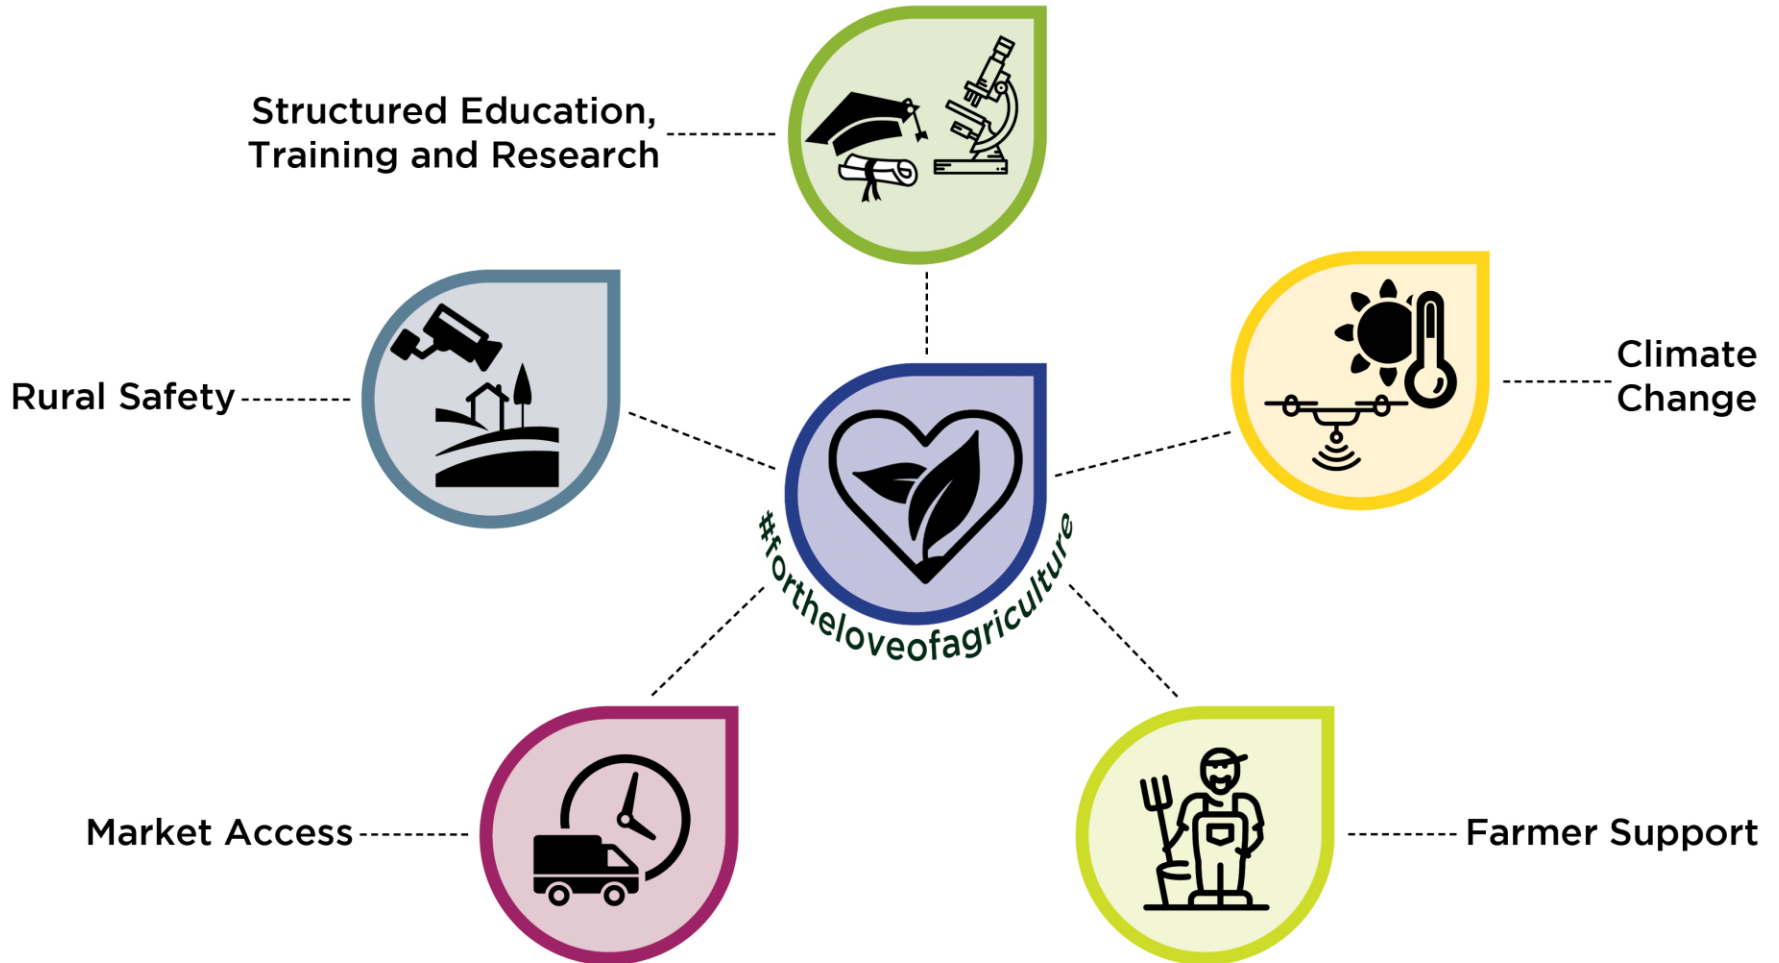 Structured Education,
Training and Research
Rural Safety
Climate
Change
#fortheloveofagriculture
Market Access
Farmer Support